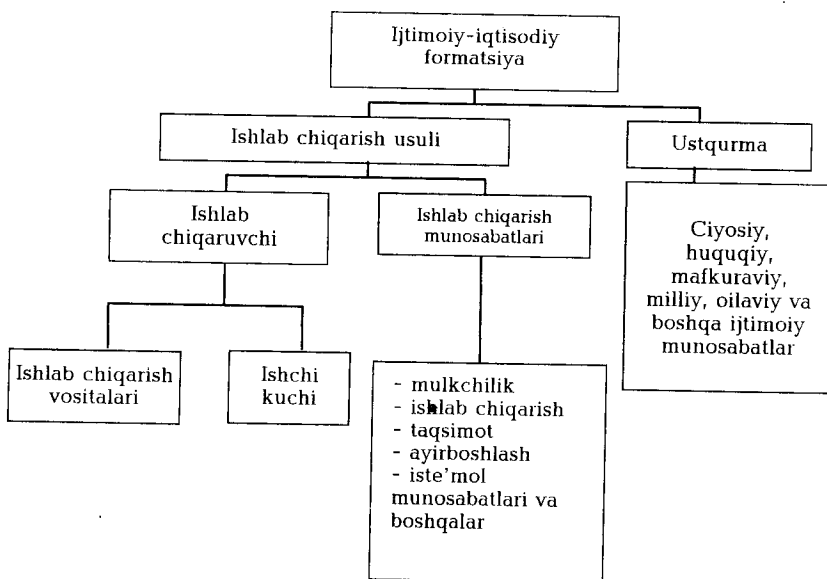 Ijtimoiy-iqtisodiy
formatsiya
Ishlab chiqarish usuli
Ustqurma
Ishlab
chiqaruvchi
Ishlab chiqarish
munosabatlari
Ciyosiy,
huquqiy,
mafkuraviy,
milliy, oilaviy va
boshqa ijtimoiy
munosabatlar
Ishlab chiqarish
vositalari
Ishchi
kuchi
- mulkchilik
- ishlab chiqarish
- taqsimot
- ayirboshlash
- iste'mol
munosabatlari va
boshqalar